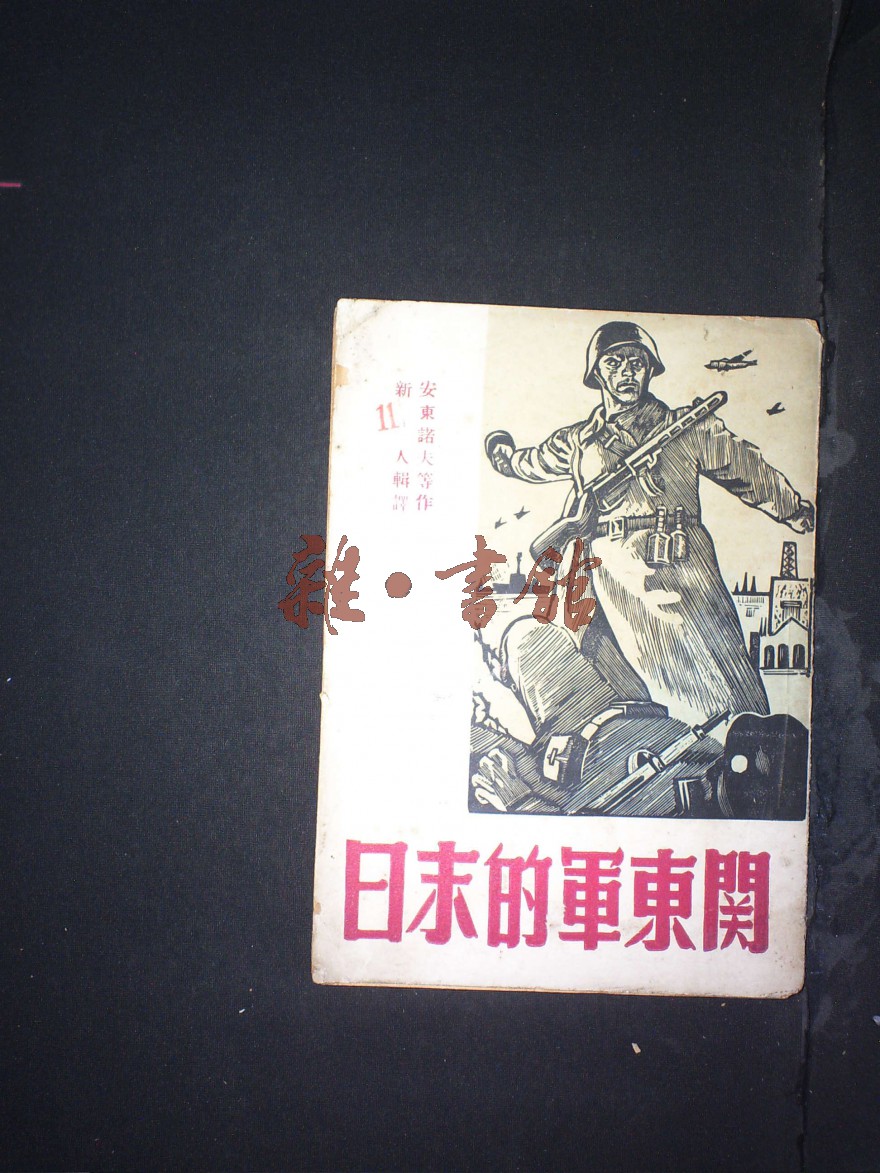 安東諾夫等作
新人輯譯
11
雜·書館
関東軍的末日